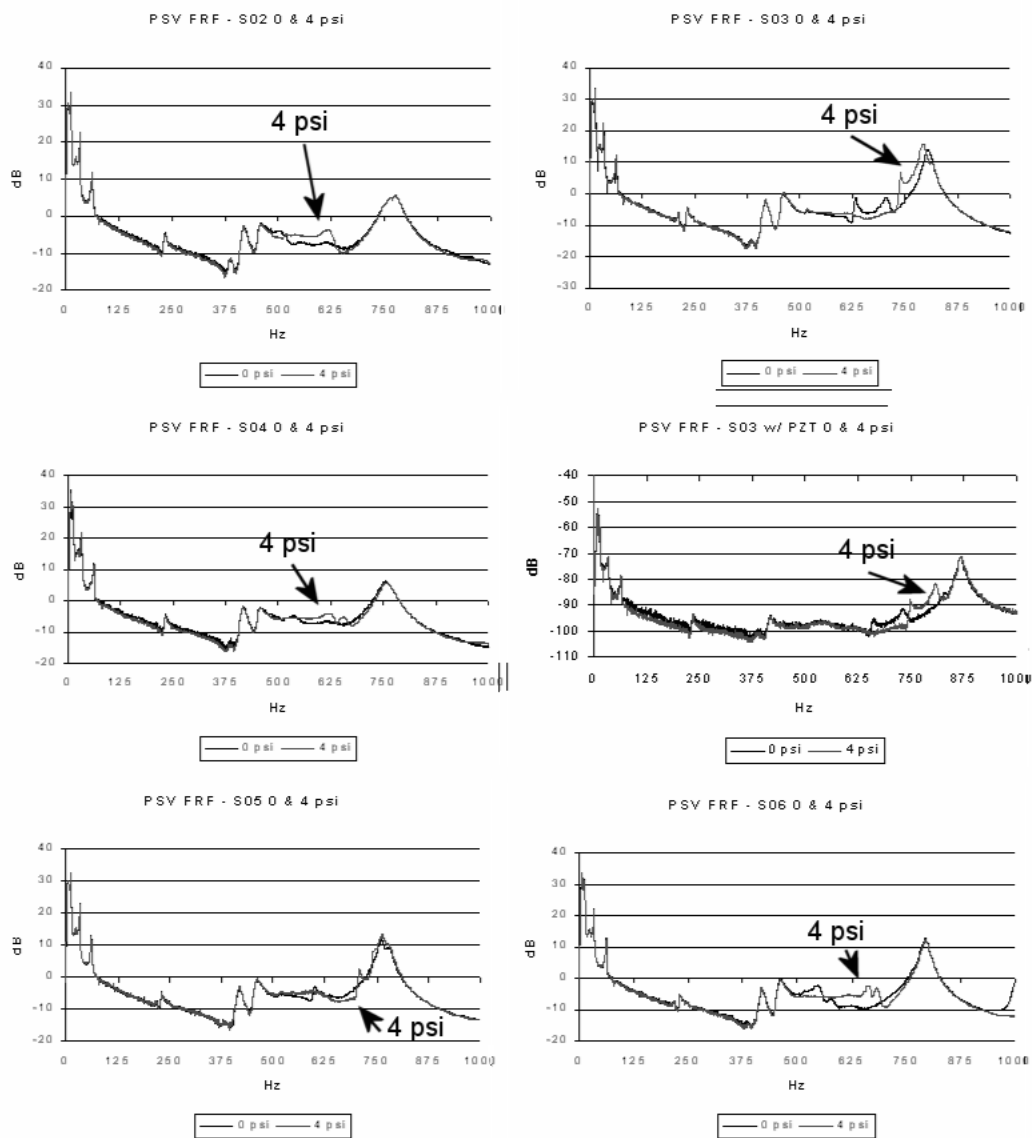 PSV FRF - S02 0 & 4 psi
40
30
20
10
0
-10
-20
dB
4 psi
0 125 250 375 500 625 750 875 1000
Hz
0 psi 4 psi
PSV FRF - S03 0 & 4 psi
40
30
20
10
0
-10
-20
-30
dB
4 psi
0 125 250 375 500 625 750 875 1000
Hz
0 psi 4 psi
PSV FRF - S04 0 & 4 psi
40
30
20
10
0
-10
-20
dB
4 psi
0 125 250 375 500 625 750 875 1000
Hz
0 psi 4 psi
PSV FRF - S03 w/ PZT 0 & 4 psi
-40
-50
-60
-70
-80
-90
-100
-110
dB
4 psi
0 125 250 375 500 625 750 875 1000
Hz
0 psi 4 psi
PSV FRF - S05 0 & 4 psi
40
30
20
10
0
-10
-20
dB
4 psi
0 125 250 375 500 625 750 875 1000
Hz
0 psi 4 psi
PSV FRF - S06 0 & 4 psi
40
30
20
10
0
-10
-20
dB
4 psi
0 125 250 375 500 625 750 875 1000
Hz
0 psi 4 psi